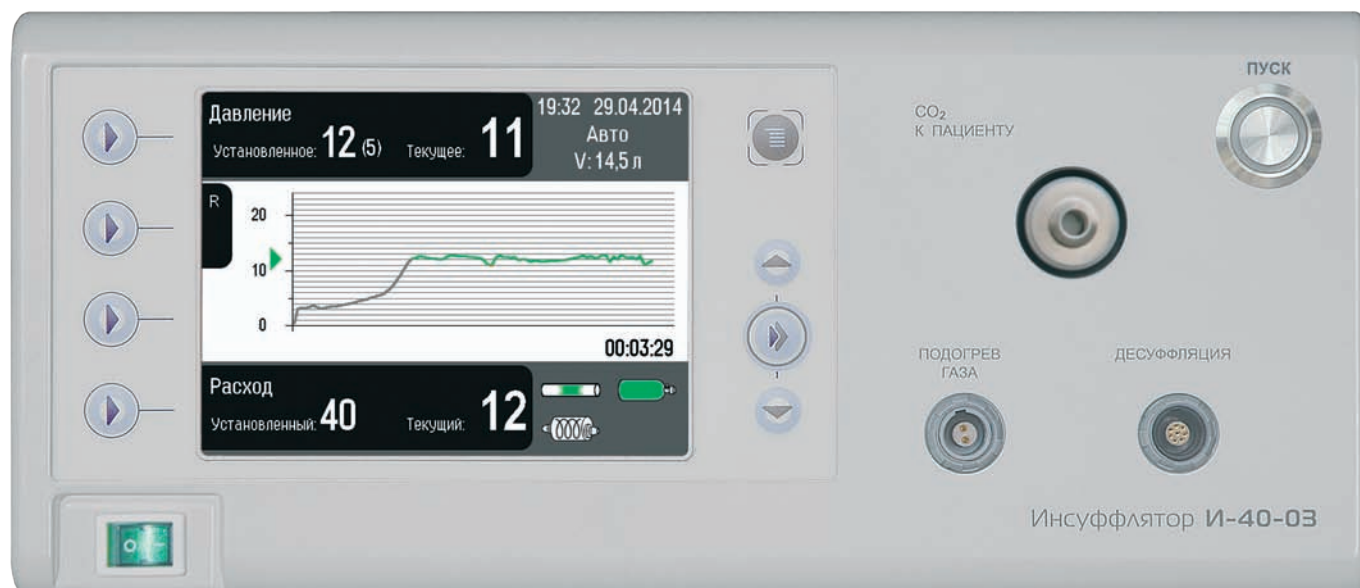 Давление
Установленное: 12 (5) Текущее: 11
19:32 29.04.2014
Авто
V: 14,5 л
R
20
10
0
00:03:29
Расход
Установленный: 40 Текущий: 12
CO₂
К ПАЦИЕНТУ
ПУСК
ПОДОГРЕВ
ГАЗА
ДЕСУФФЛЯЦИЯ
Инсуффлятор И-40-03